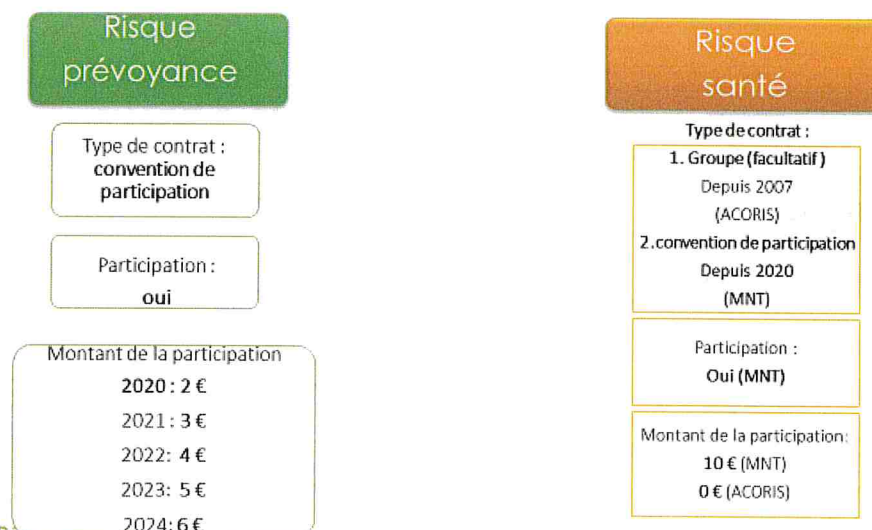 Risque
prévoyance
Type de contrat :
convention de
participation
Participation :
oui
Montant de la participation
2020 : 2 €
2021 : 3 €
2022: 4 €
2023: 5 €
2024: 6 €
Risque
santé
Type de contrat :
1. Groupe (facultatif)
Depuis 2007
(ACORIS)
2.convention de participation
Depuis 2020
(MNT)
Participation :
Oui (MNT)
Montant de la participation:
10 € (MNT)
0 € (ACORIS)